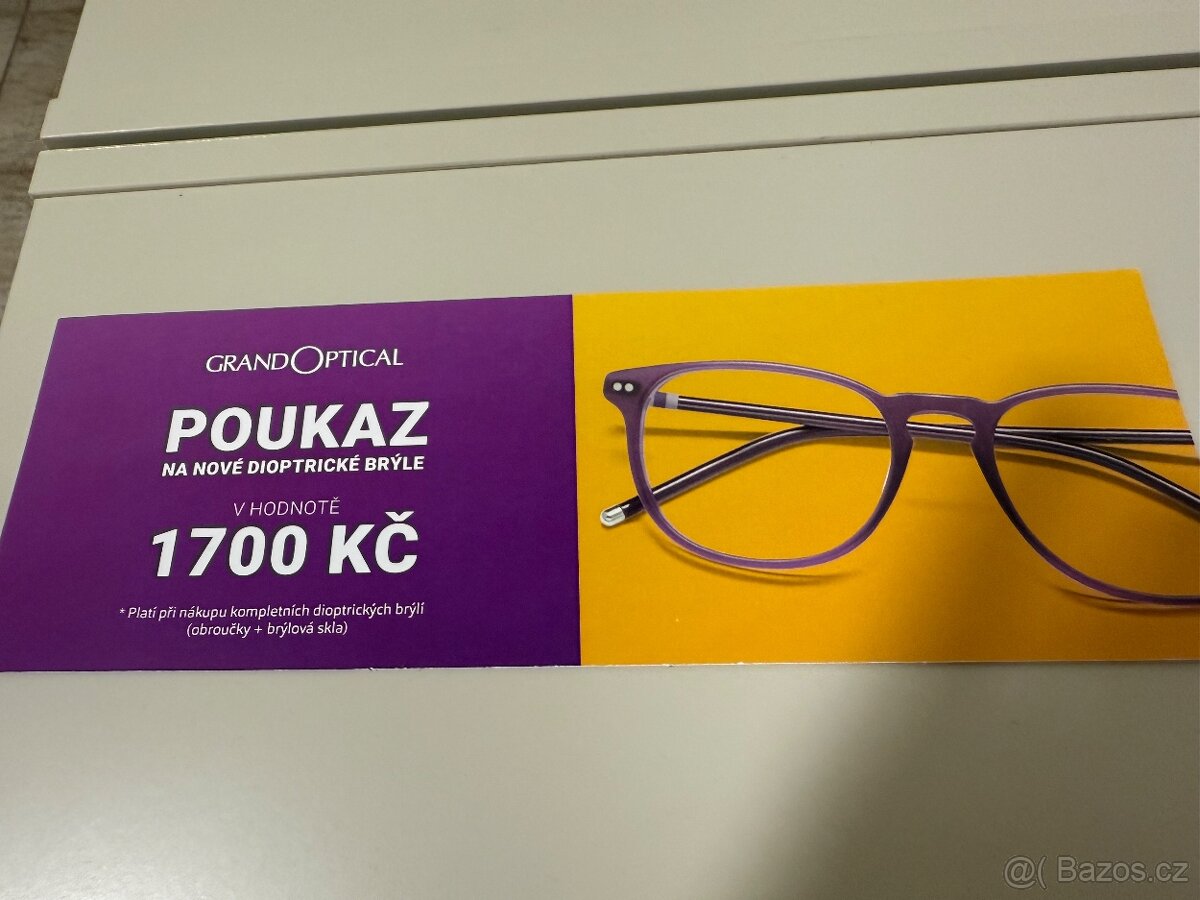 GRANDOPTICAL
POUKAZ
NA NOVÉ DIOPTRICKÉ BRÝLE
V HODNOTĚ
1700 KČ
* Platí při nákupu kompletních dioptrických brýlí
(obroučky + brýlová skla)
@( Bazos.cz